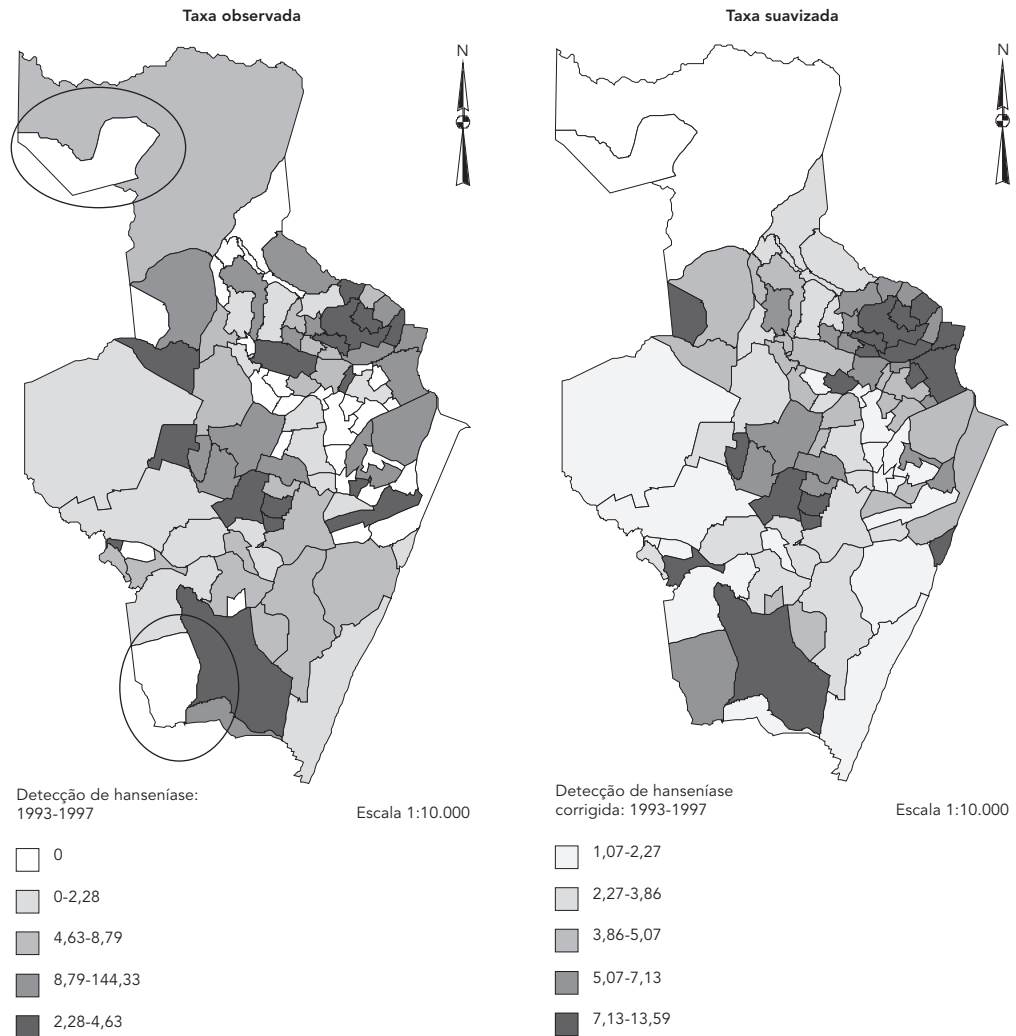 Taxa observada
N
Detecção de hanseníase:
1993-1997
Escala 1:10.000
0
0-2,28
4,63-8,79
8,79-144,33
2,28-4,63
Taxa suavizada
N
Detecção de hanseníase
corrigida: 1993-1997
Escala 1:10.000
1,07-2,27
2,27-3,86
3,86-5,07
5,07-7,13
7,13-13,59